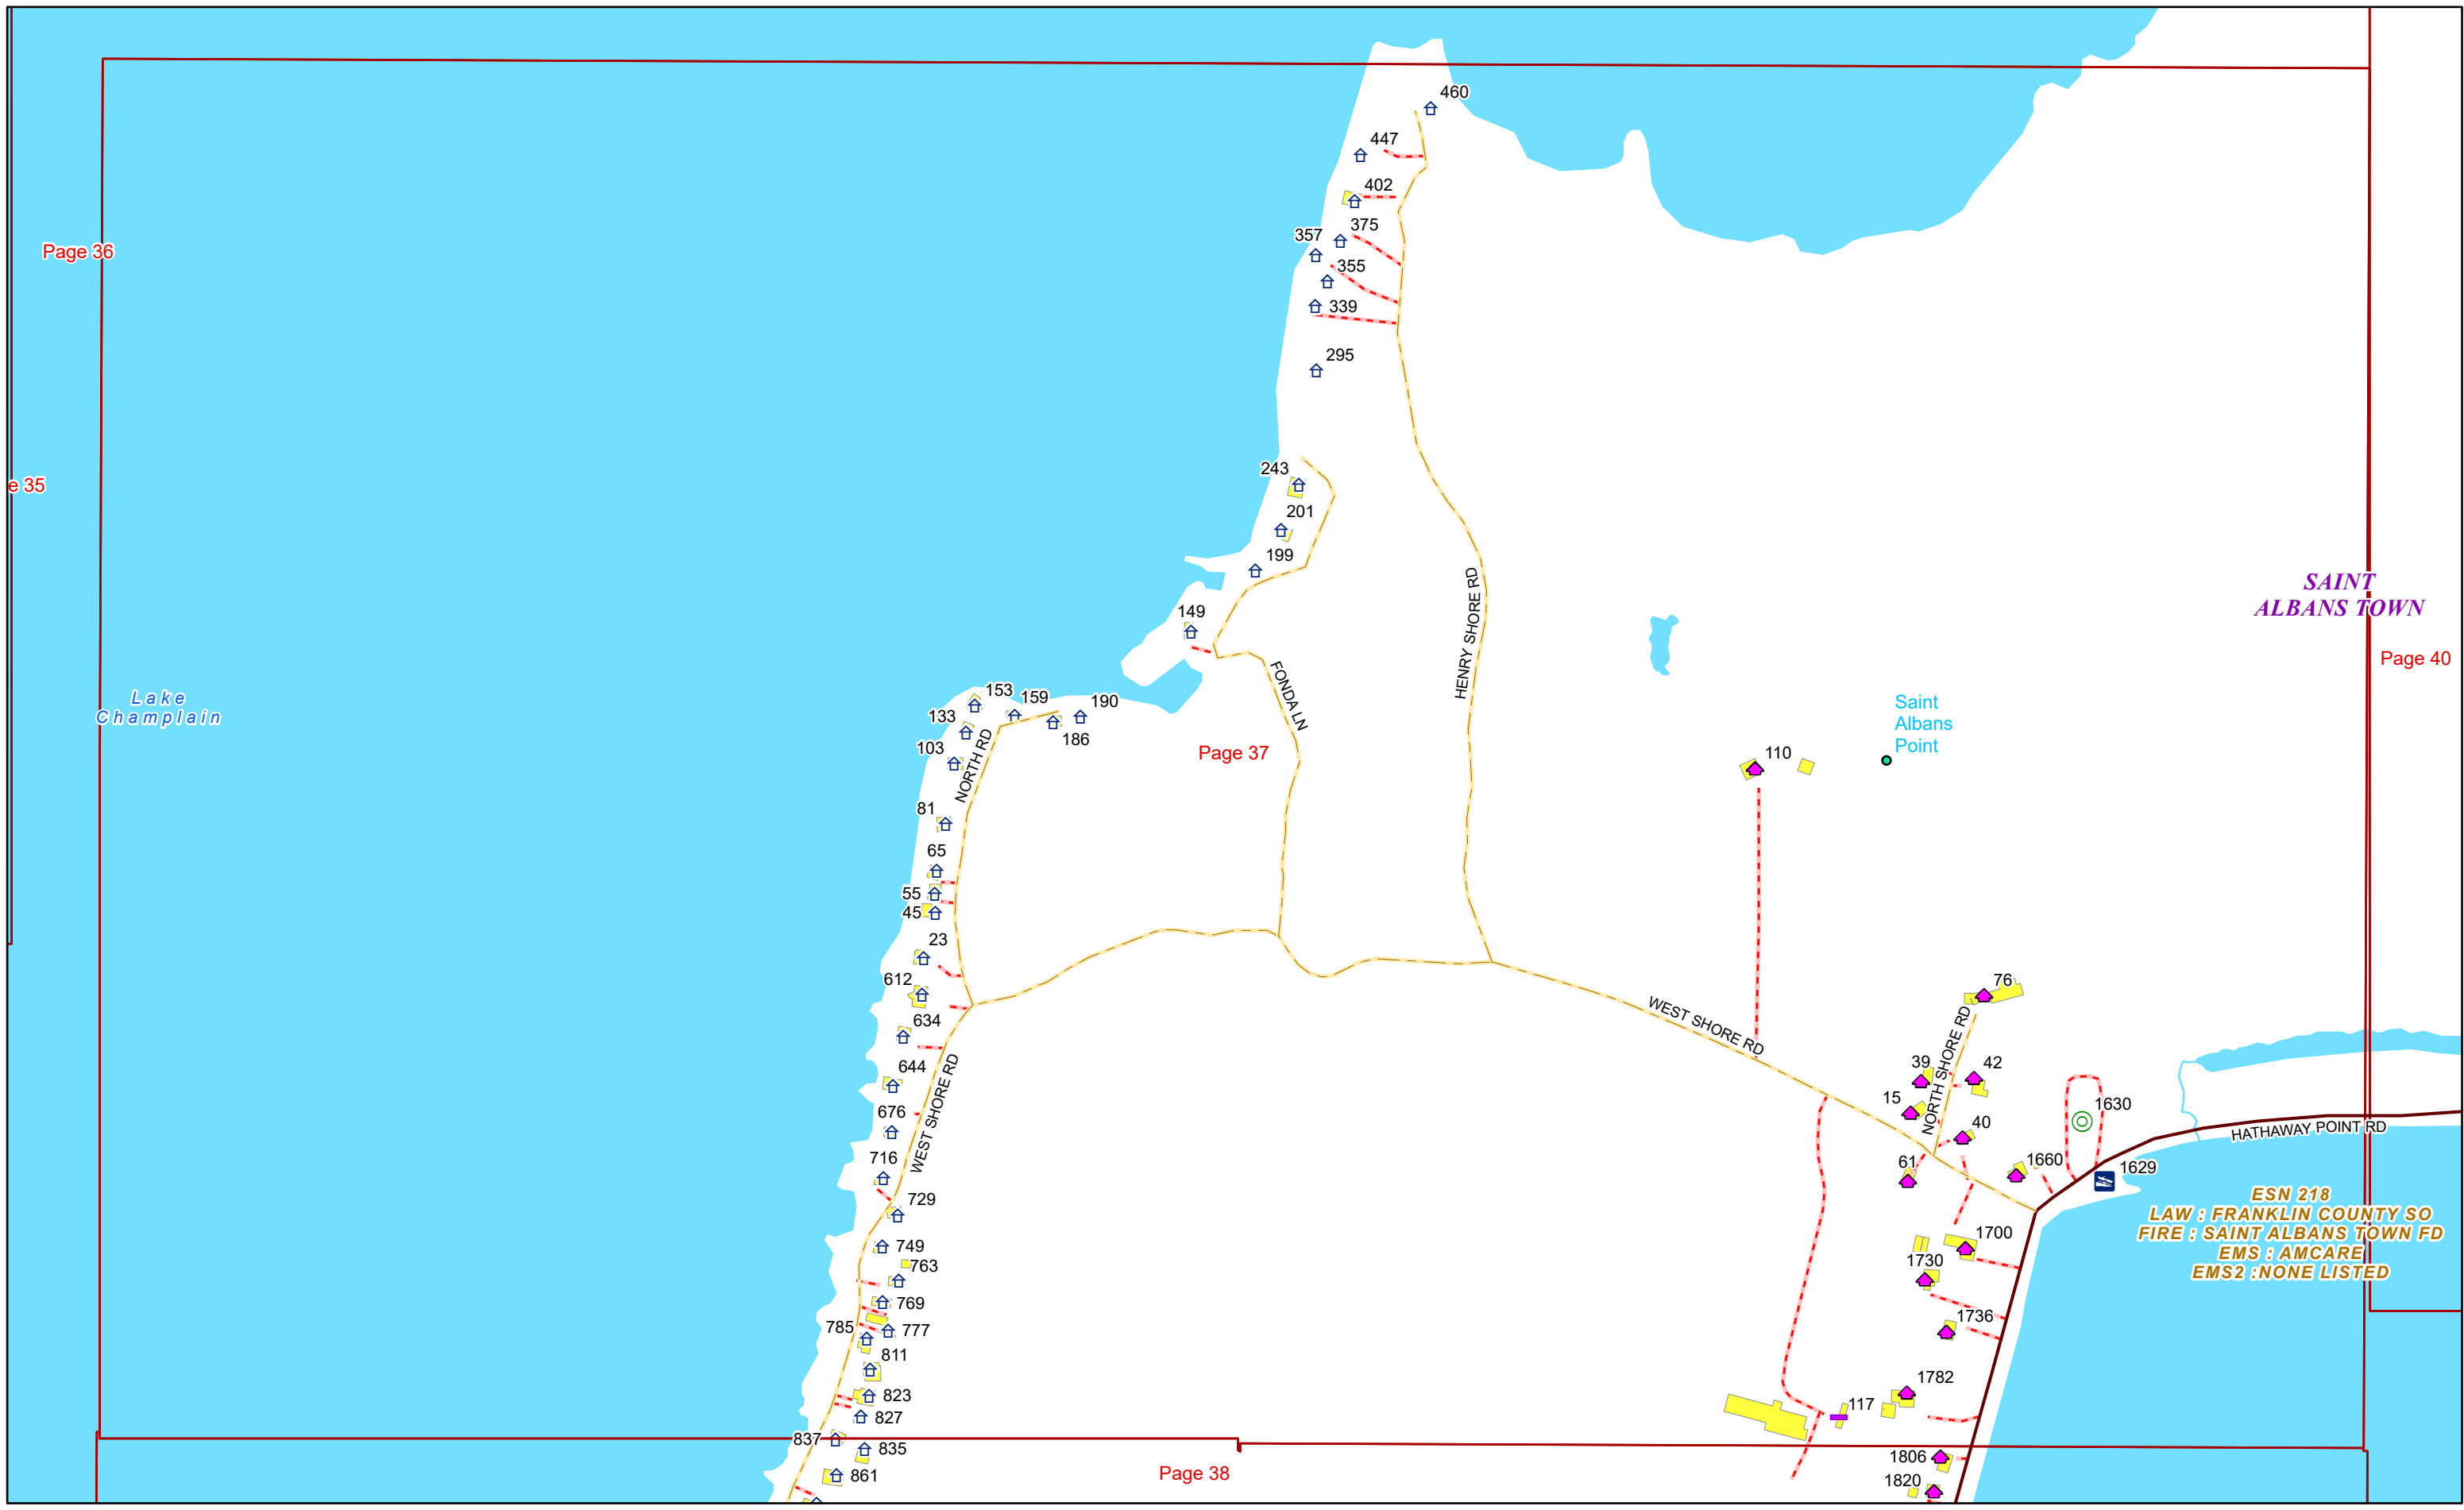 460
447
402
375
357
355
339
295
Page 36
243
e 35
201
199
149
SAINT
ALBANS TOWN
HENRY SHORE RD
Page 40
FONDA LN
Lake
Champlain
153
159
190
133
186
103
NORTH RD
Page 37
Saint
Albans
Point
110
81
65
55
45
23
612
634
644
676
716
729
749
763
769
785
777
811
823
827
837
835
861
WEST SHORE RD
WEST SHORE RD
NORTH SHORE RD
76
39
42
15
40
61
1630
HATHAWAY POINT RD
1660
1629
ESN 218
LAW : FRANKLIN COUNTY SO
FIRE : SAINT ALBANS TOWN FD
EMS : AMCARE
EMS2 :NONE LISTED
1700
1730
1736
1782
117
1806
1820
Page 38